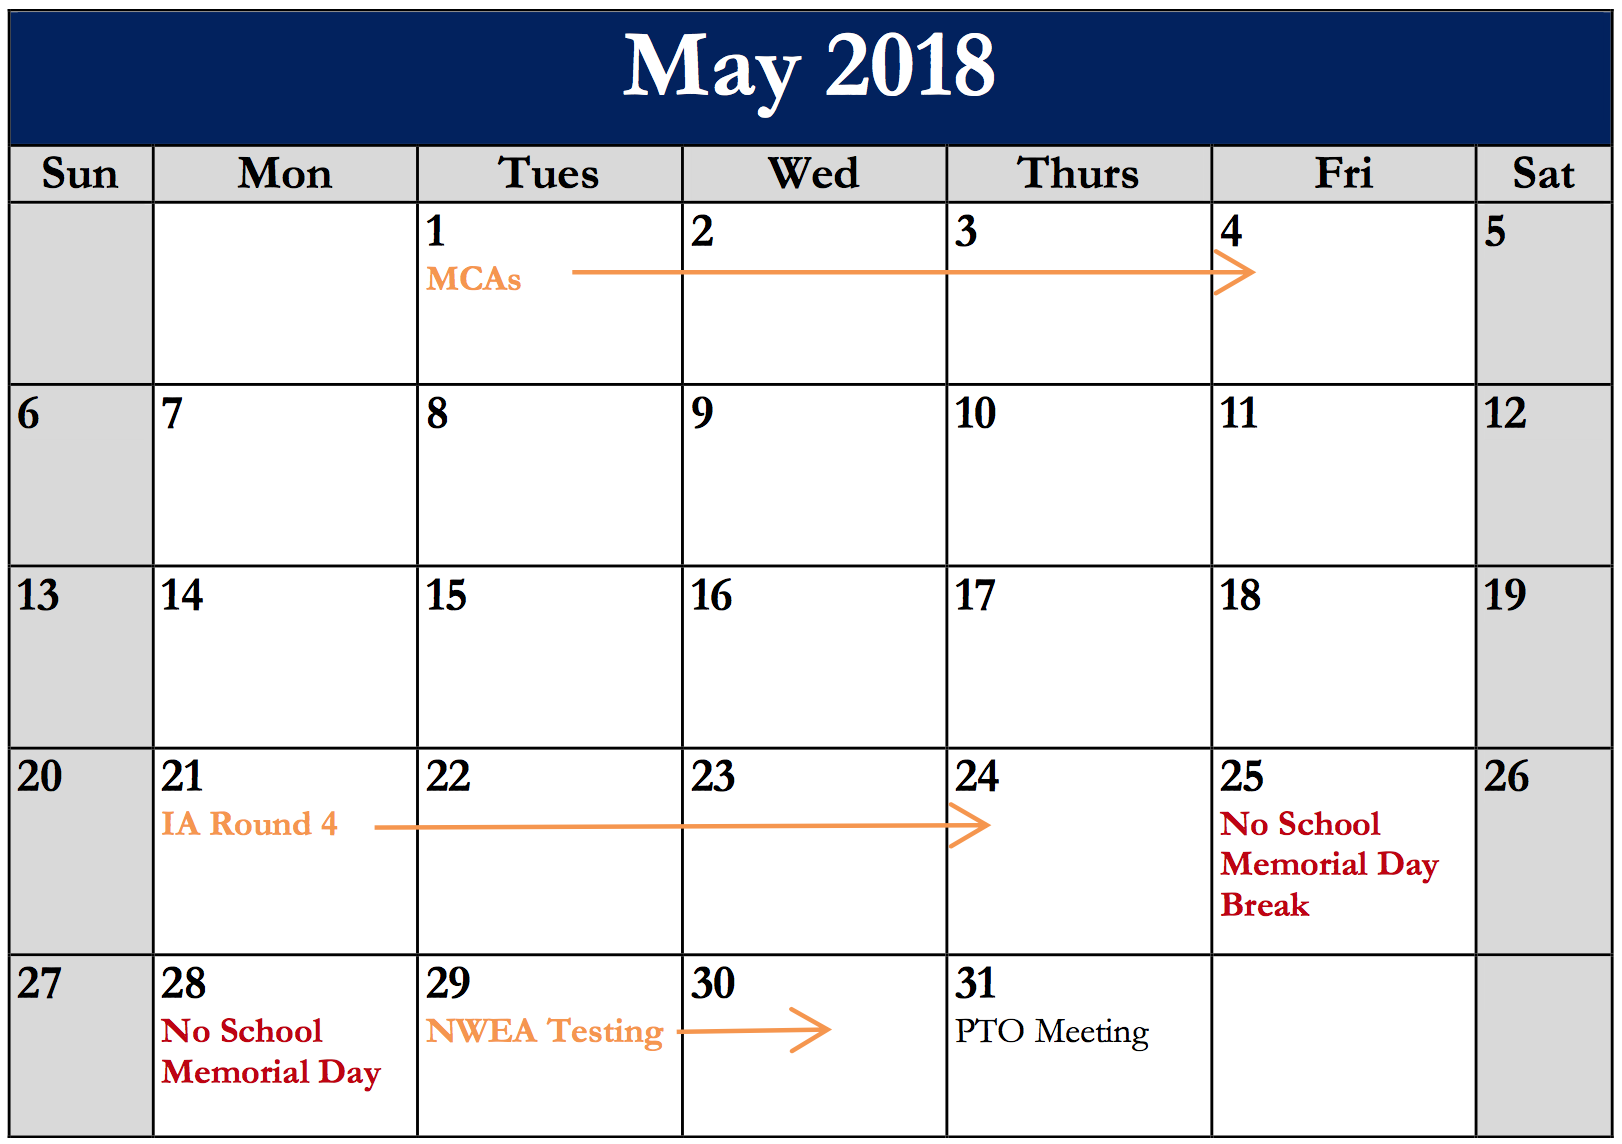 May 2018
Sun Mon Tues Wed Thurs Fri Sat
1 2 3 4 5
MCAs
6 7 8 9 10 11 12
13 14 15 16 17 18 19
20 21 22 23 24 25 26
IA Round 4 No School
Memorial Day
Break
27 28 29 30 31
No School NWEA Testing PTO Meeting
Memorial Day